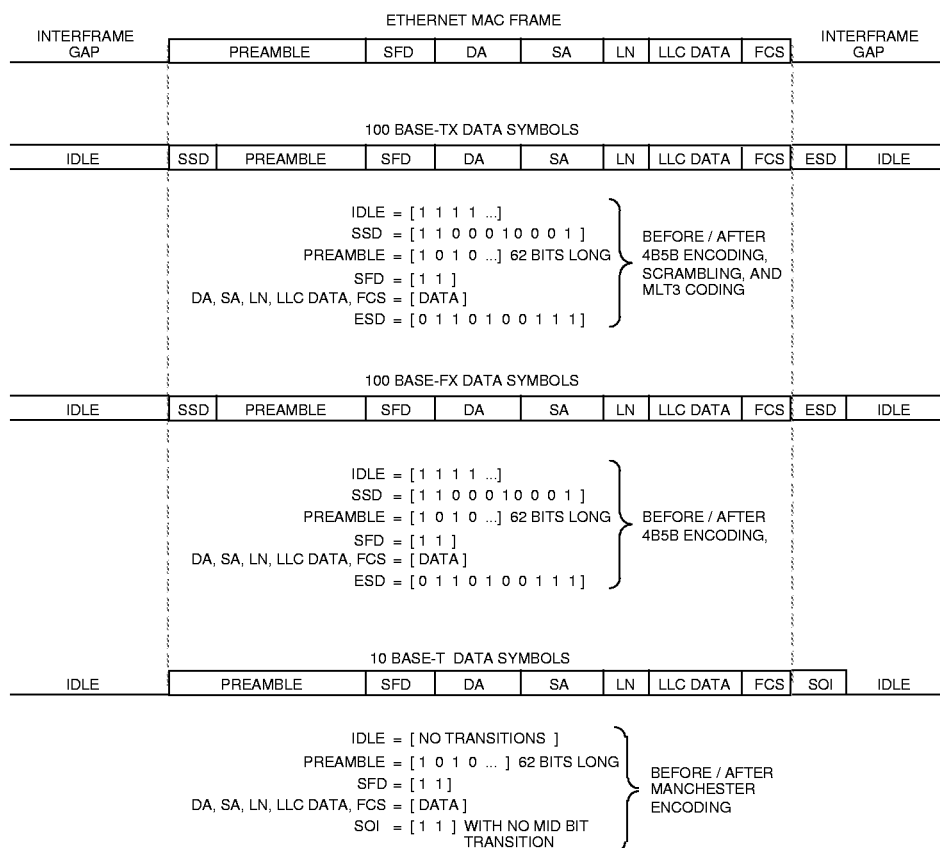 ETHERNET MAC FRAME
INTERFRAME GAP
INTERFRAME GAP
PREAMBLE SFD DA SA LN LLC DATA FCS
100 BASE-TX DATA SYMBOLS
IDLE SSD PREAMBLE SFD DA SA LN LLC DATA FCS ESD IDLE
IDLE = [ 1 1 1 1 ...]
SSD = [ 1 1 0 0 0 1 0 0 0 1 ]
PREAMBLE = [ 1 0 1 0 ...] 62 BITS LONG
SFD = [ 1 1 ]
DA, SA, LN, LLC DATA, FCS = [ DATA ]
ESD = [ 0 1 1 0 1 0 0 1 1 1 ]
BEFORE / AFTER
4B5B ENCODING,
SCRAMBLING, AND
MLT3 CODING
100 BASE-FX DATA SYMBOLS
IDLE SSD PREAMBLE SFD DA SA LN LLC DATA FCS ESD IDLE
IDLE = [ 1 1 1 1 ...]
SSD = [ 1 1 0 0 0 1 0 0 0 1 ]
PREAMBLE = [ 1 0 1 0 ...] 62 BITS LONG
SFD = [ 1 1 ]
DA, SA, LN, LLC DATA, FCS = [ DATA ]
ESD = [ 0 1 1 0 1 0 0 1 1 1 ]
BEFORE / AFTER
4B5B ENCODING,
10 BASE-T DATA SYMBOLS
IDLE PREAMBLE SFD DA SA LN LLC DATA FCS SOI IDLE
IDLE = [ NO TRANSITIONS ]
PREAMBLE = [ 1 0 1 0 ... ] 62 BITS LONG
SFD = [ 1 1 ]
DA, SA, LN, LLC DATA, FCS = [ DATA ]
SOI = [ 1 1 ] WITH NO MID BIT
TRANSITION
BEFORE / AFTER
MANCHESTER
ENCODING